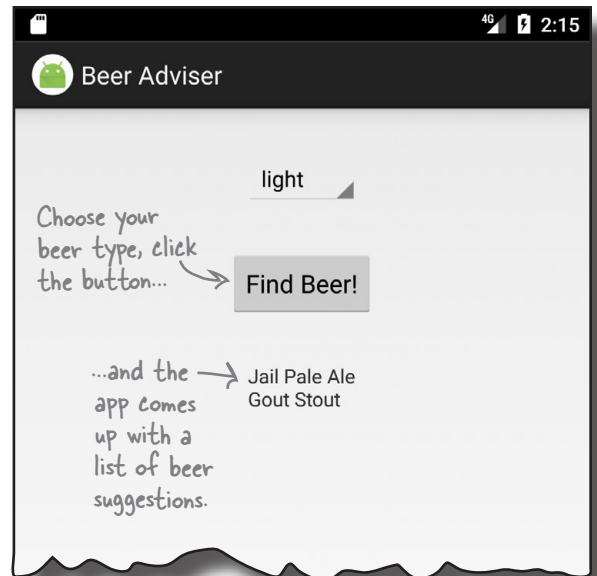 4G 2:15
Beer Adviser
light
Choose your
beer type, click
the button...
Find Beer!
...and the
app comes
up with a
list of beer
suggestions.
Jail Pale Ale
Gout Stout